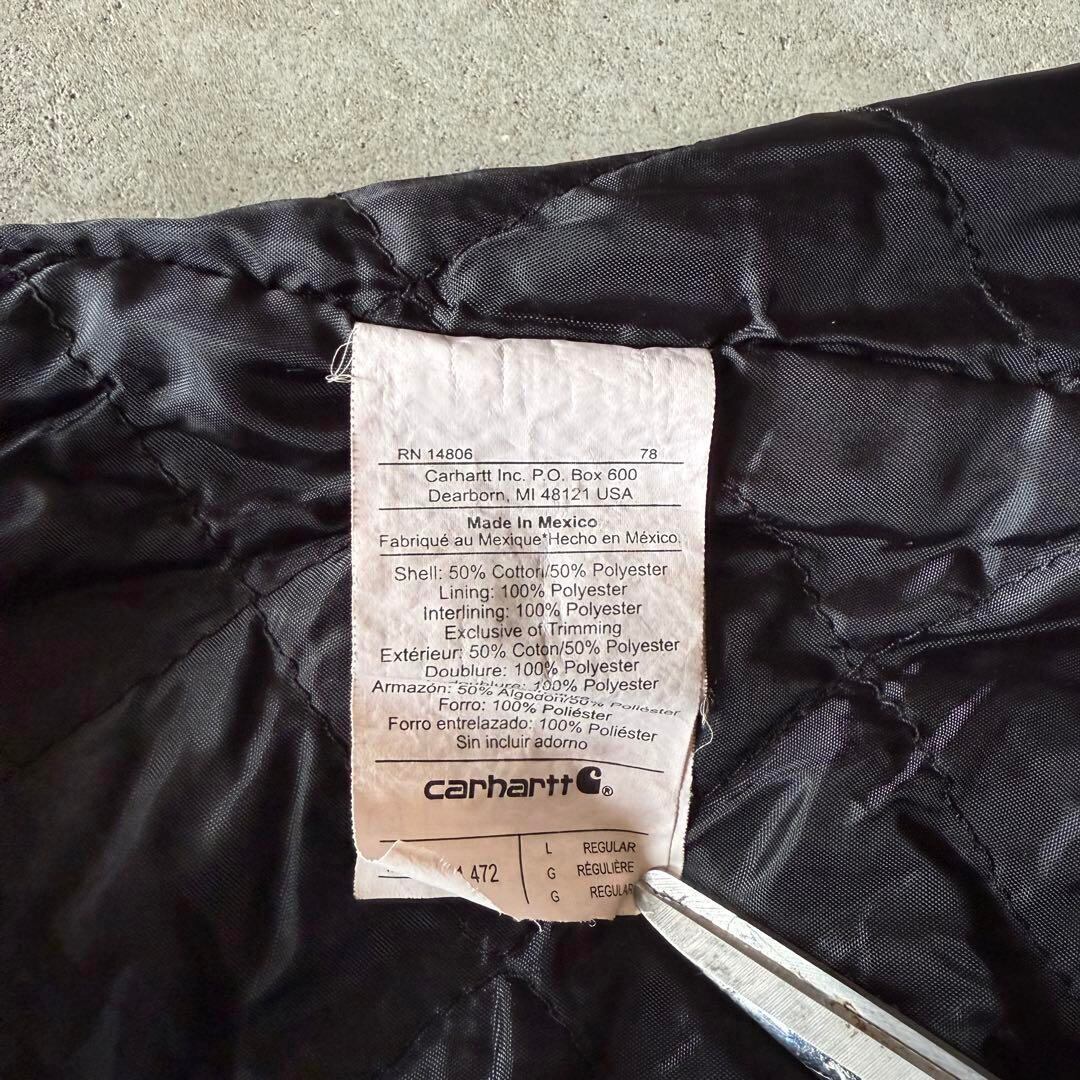 RN 14806 78
Carhartt Inc. P.O. Box 600
Dearborn, MI 48121 USA
Made In Mexico
Fabriqué au Mexique*Hecho en México
Shell: 50% Cotton/50% Polyester
Lining: 100% Polyester
Interlining: 100% Polyester
Exclusive of Trimming
Extérieur: 50% Coton/50% Polyester
Doublure: 100% Polyester
100% Polyester
Armazón: 50% Algodón/50% Poliéster
Forro: 100% Poliéster
Forro entrelazado: 100% Poliéster
Sin incluir adorno
carhartt ®
472
L REGULAR
G RÉGULIÈRE
G REGULAR